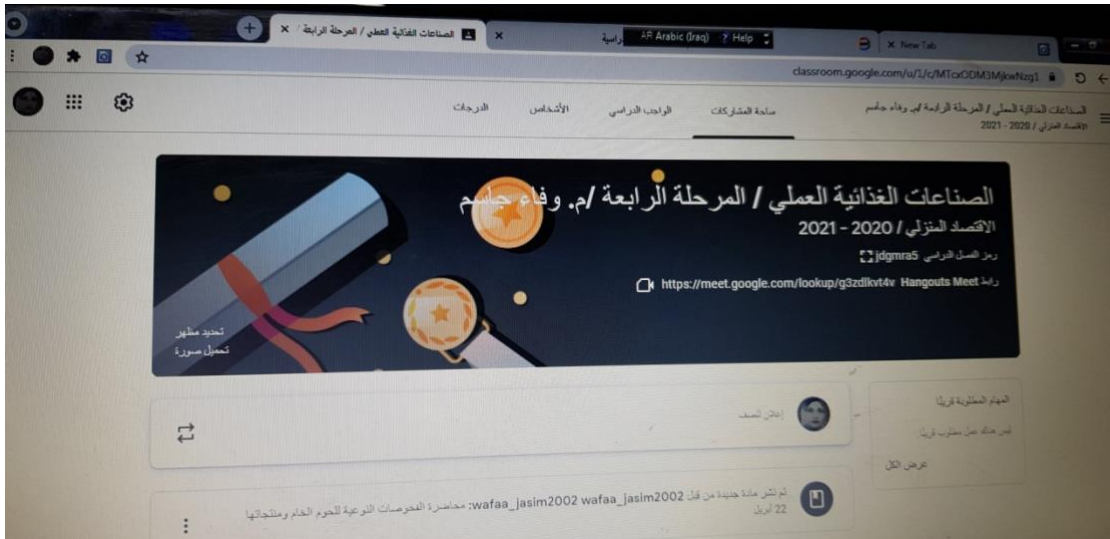 الصناعات الغذائية العملي / المرحلة الرابعة
AR Arabic (Iraq) ? Help
New Tab
classroom.google.com/u/1/c/MTcxODM3MjkwNzg1
الصناعات الغذائية العملي / المرحلة الرابعة /م. وفاء جاسم
الاقتصاد المنزلي / 2020 - 2021
ساحة المشاركات
الواجب الدراسي
الأشخاص
الدرجات
الصناعات الغذائية العملي / المرحلة الرابعة /م. وفاء جاسم
الاقتصاد المنزلي / 2020 - 2021
رمز الصف الدراسي jdgmra5
رابط Hangouts Meet https://meet.google.com/lookup/g3zdlkvt4v
تحديد مظهر
تحميل صورة
المهام المطلوبة قريبًا
ليس هناك عمل مطلوب قريبًا
عرض الكل
إعلان للصف
تم نشر مادة جديدة من قبل wafaa_jasim2002 wafaa_jasim2002: محاضرة الفحوصات النوعية للحوم الخام ومنتجاتها
22 أبريل